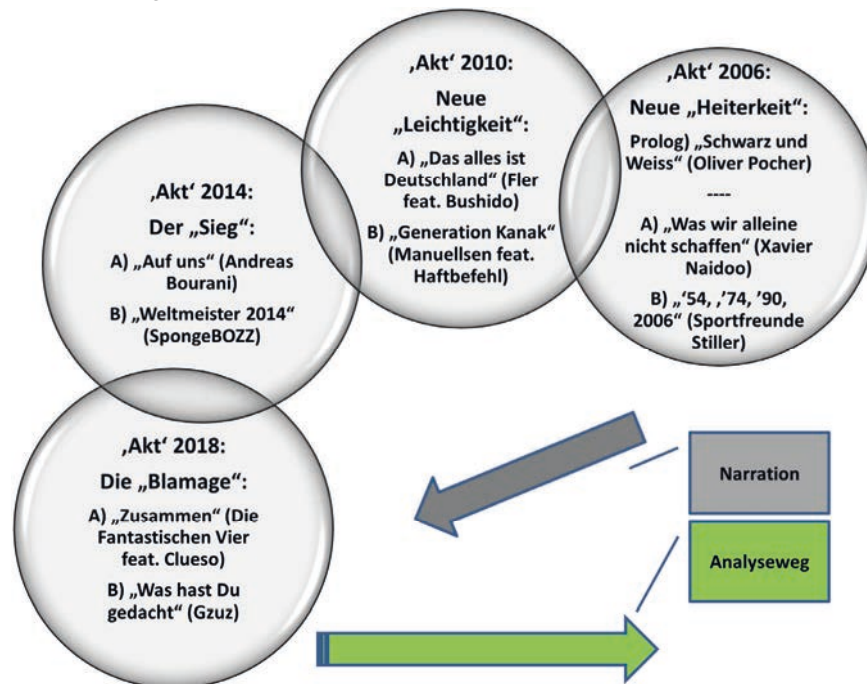 ‚Akt‘ 2006:
Neue „Heiterkeit“:
Prolog) „Schwarz und
Weiss“ (Oliver Pocher)
----
A) „Was wir alleine
nicht schaffen“ (Xavier
Naidoo)
B) „‘54, ‚’74, ’90,
2006“ (Sportfreunde
Stiller)
‚Akt‘ 2010:
Neue
„Leichtigkeit“:
A) „Das alles ist
Deutschland“ (Fler
feat. Bushido)
B) „Generation Kanak“
(Manuellsen feat.
Haftbefehl)
‚Akt‘ 2014:
Der „Sieg“:
A) „Auf uns“ (Andreas
Bourani)
B) „Weltmeister 2014“
(SpongeBOZZ)
‚Akt‘ 2018:
Die „Blamage“:
A) „Zusammen“ (Die
Fantastischen Vier
feat. Clueso)
B) „Was hast Du
gedacht“ (Gzuz)
Narration
Analyseweg